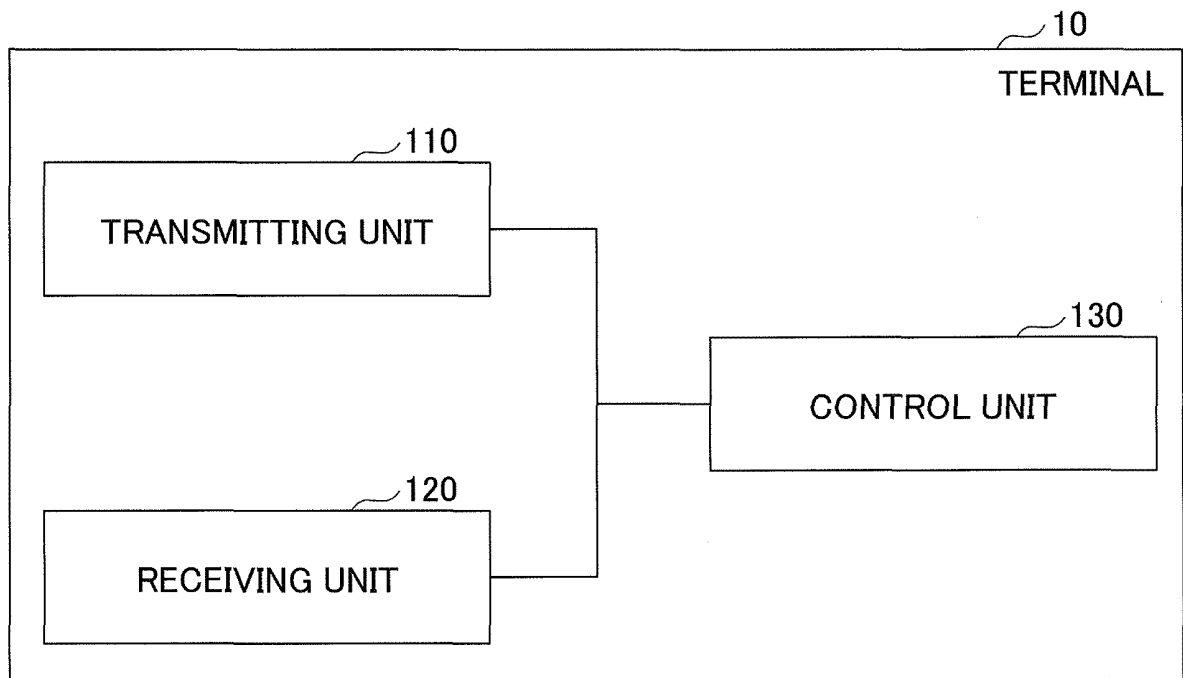 10
TERMINAL
110
TRANSMITTING UNIT
130
CONTROL UNIT
120
RECEIVING UNIT